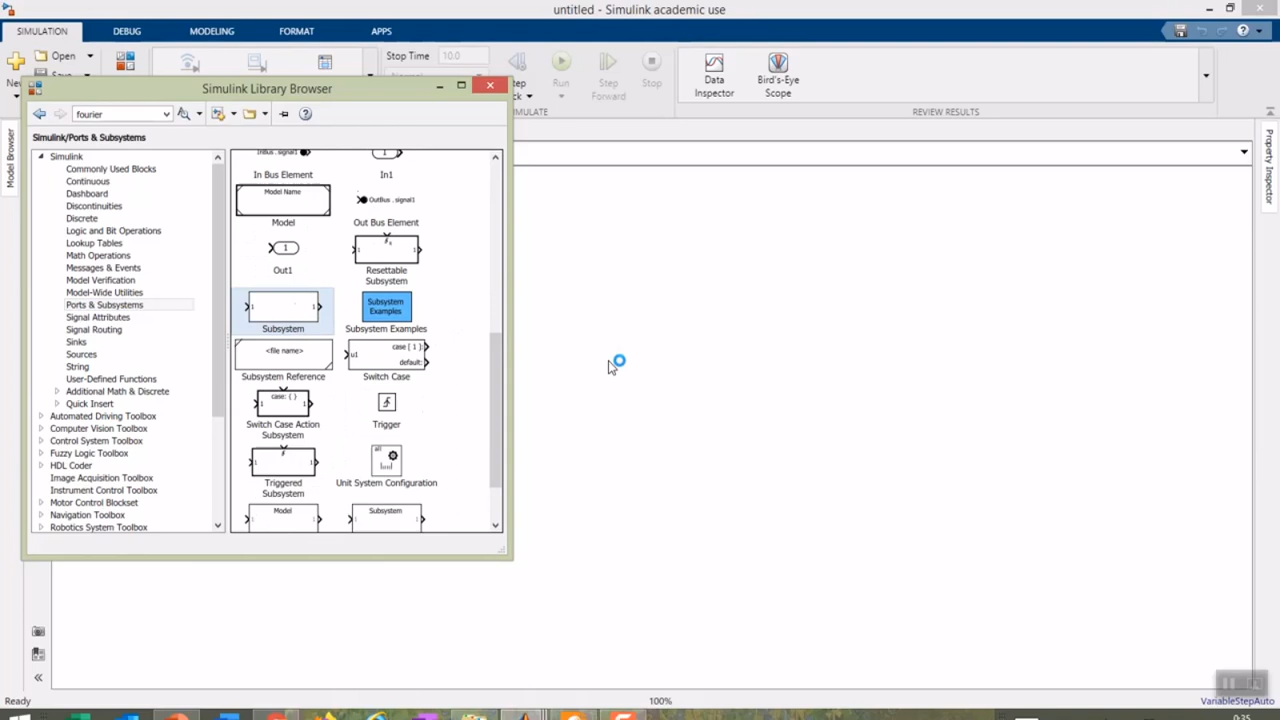 untitled - Simulink academic use
SIMULATION DEBUG MODELING FORMAT APPS
Open
New
Stop Time 10.0
Run
Step Forward
Stop
Data Inspector
Bird's-Eye Scope
REVIEW RESULTS
Simulink Library Browser
fourier
Simulink/Ports & Subsystems
Simulink
Commonly Used Blocks
Continuous
Dashboard
Discontinuities
Discrete
Logic and Bit Operations
Lookup Tables
Math Operations
Messages & Events
Model Verification
Model-Wide Utilities
Ports & Subsystems
Signal Attributes
Signal Routing
Sinks
Sources
String
User-Defined Functions
Additional Math & Discrete
Quick Insert
Automated Driving Toolbox
Computer Vision Toolbox
Control System Toolbox
Fuzzy Logic Toolbox
HDL Coder
Image Acquisition Toolbox
Instrument Control Toolbox
Motor Control Blockset
Navigation Toolbox
Robotics System Toolbox
In Bus Element
In1
Model Name
Model
OutBus . signal1
Out Bus Element
1
Out1
Resettable
Subsystem
1 1
Subsystem
Subsystem
Examples
Subsystem Examples
<file name>
Subsystem Reference
u1
case [ 1 ]:
default:
Switch Case
case: { }
Switch Case Action
Subsystem
Trigger
Triggered
Subsystem
Unit System Configuration
Model
Subsystem
Model Browser
Property Inspector
Ready
100%
VariableStepAuto